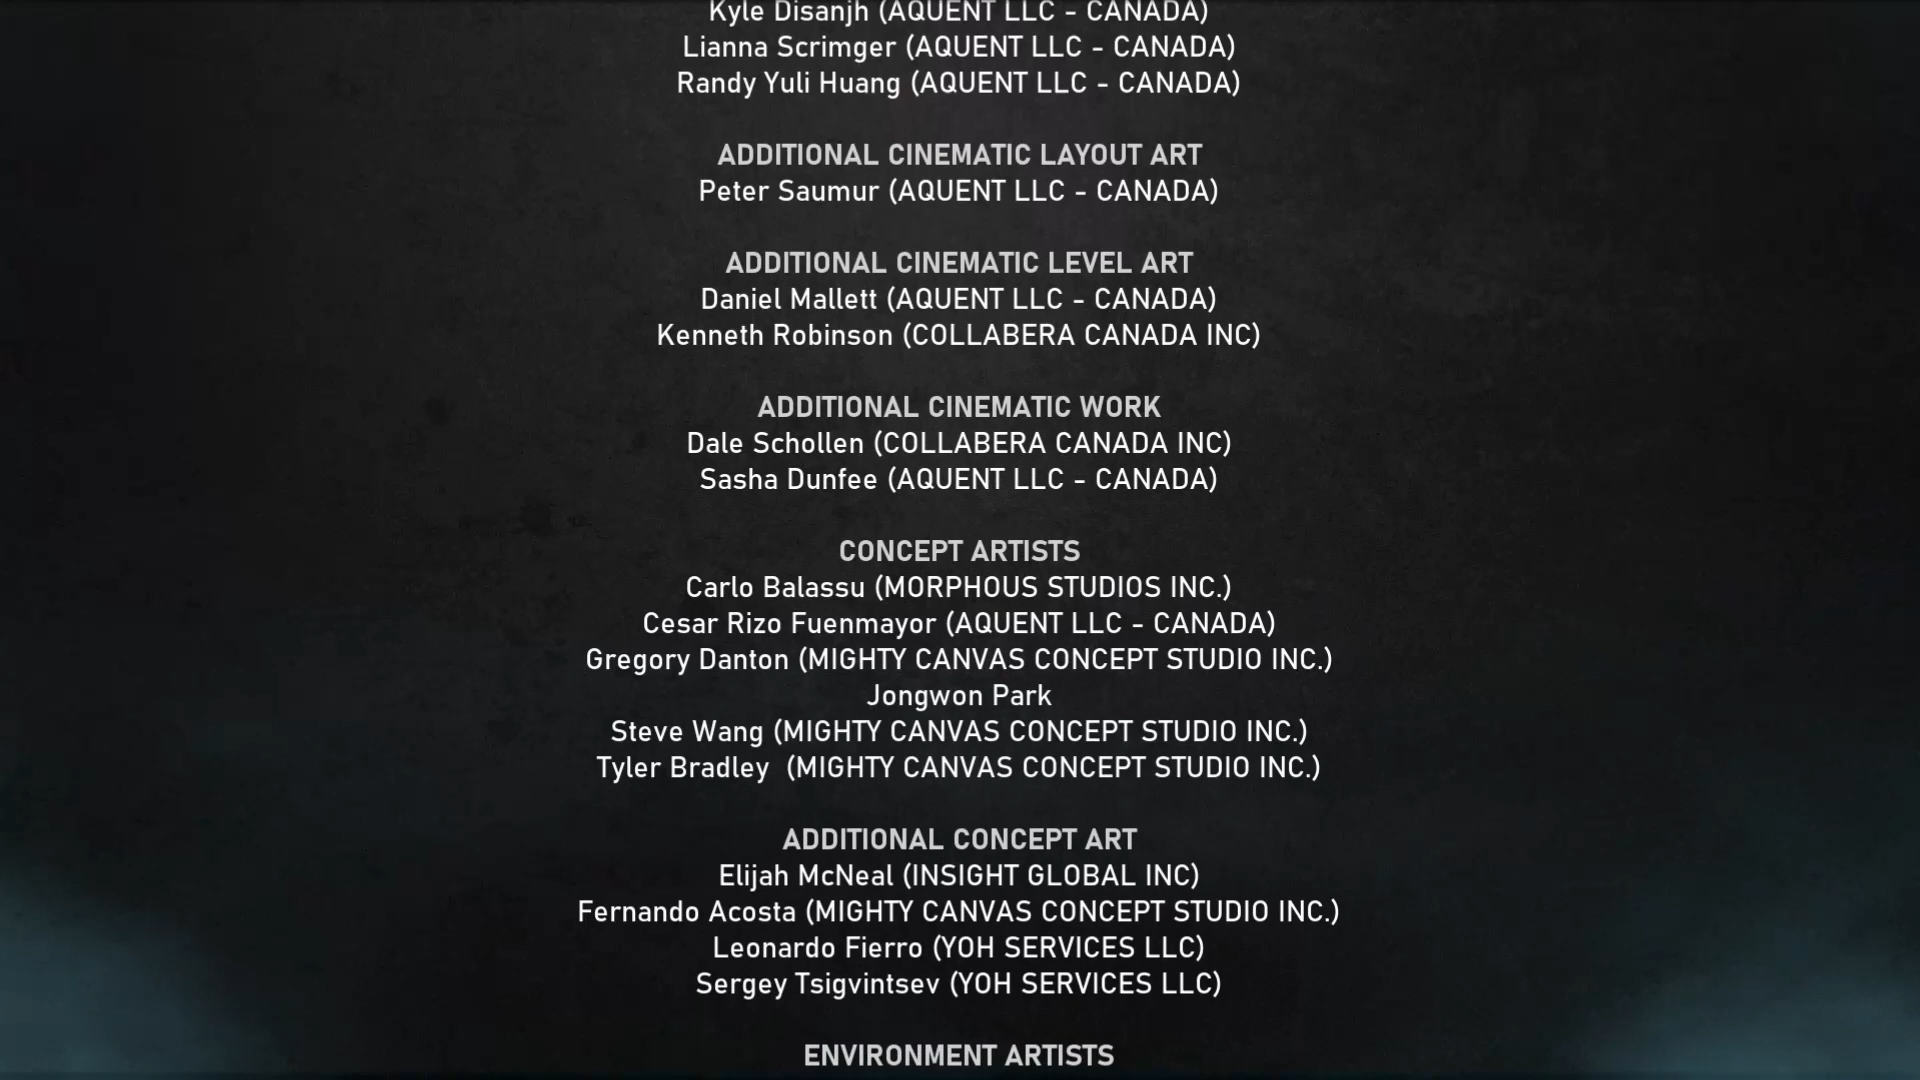 Kyle Disanjh (AQUENT LLC - CANADA)
Lianna Scrimger (AQUENT LLC - CANADA)
Randy Yuli Huang (AQUENT LLC - CANADA)
ADDITIONAL CINEMATIC LAYOUT ART
Peter Saumur (AQUENT LLC - CANADA)
ADDITIONAL CINEMATIC LEVEL ART
Daniel Mallett (AQUENT LLC - CANADA)
Kenneth Robinson (COLLABERA CANADA INC)
ADDITIONAL CINEMATIC WORK
Dale Schollen (COLLABERA CANADA INC)
Sasha Dunfee (AQUENT LLC - CANADA)
CONCEPT ARTISTS
Carlo Balassu (MORPHOUS STUDIOS INC.)
Cesar Rizo Fuenmayor (AQUENT LLC - CANADA)
Gregory Danton (MIGHTY CANVAS CONCEPT STUDIO INC.)
Jongwon Park
Steve Wang (MIGHTY CANVAS CONCEPT STUDIO INC.)
Tyler Bradley  (MIGHTY CANVAS CONCEPT STUDIO INC.)
ADDITIONAL CONCEPT ART
Elijah McNeal (INSIGHT GLOBAL INC)
Fernando Acosta (MIGHTY CANVAS CONCEPT STUDIO INC.)
Leonardo Fierro (YOH SERVICES LLC)
Sergey Tsigvintsev (YOH SERVICES LLC)
ENVIRONMENT ARTISTS